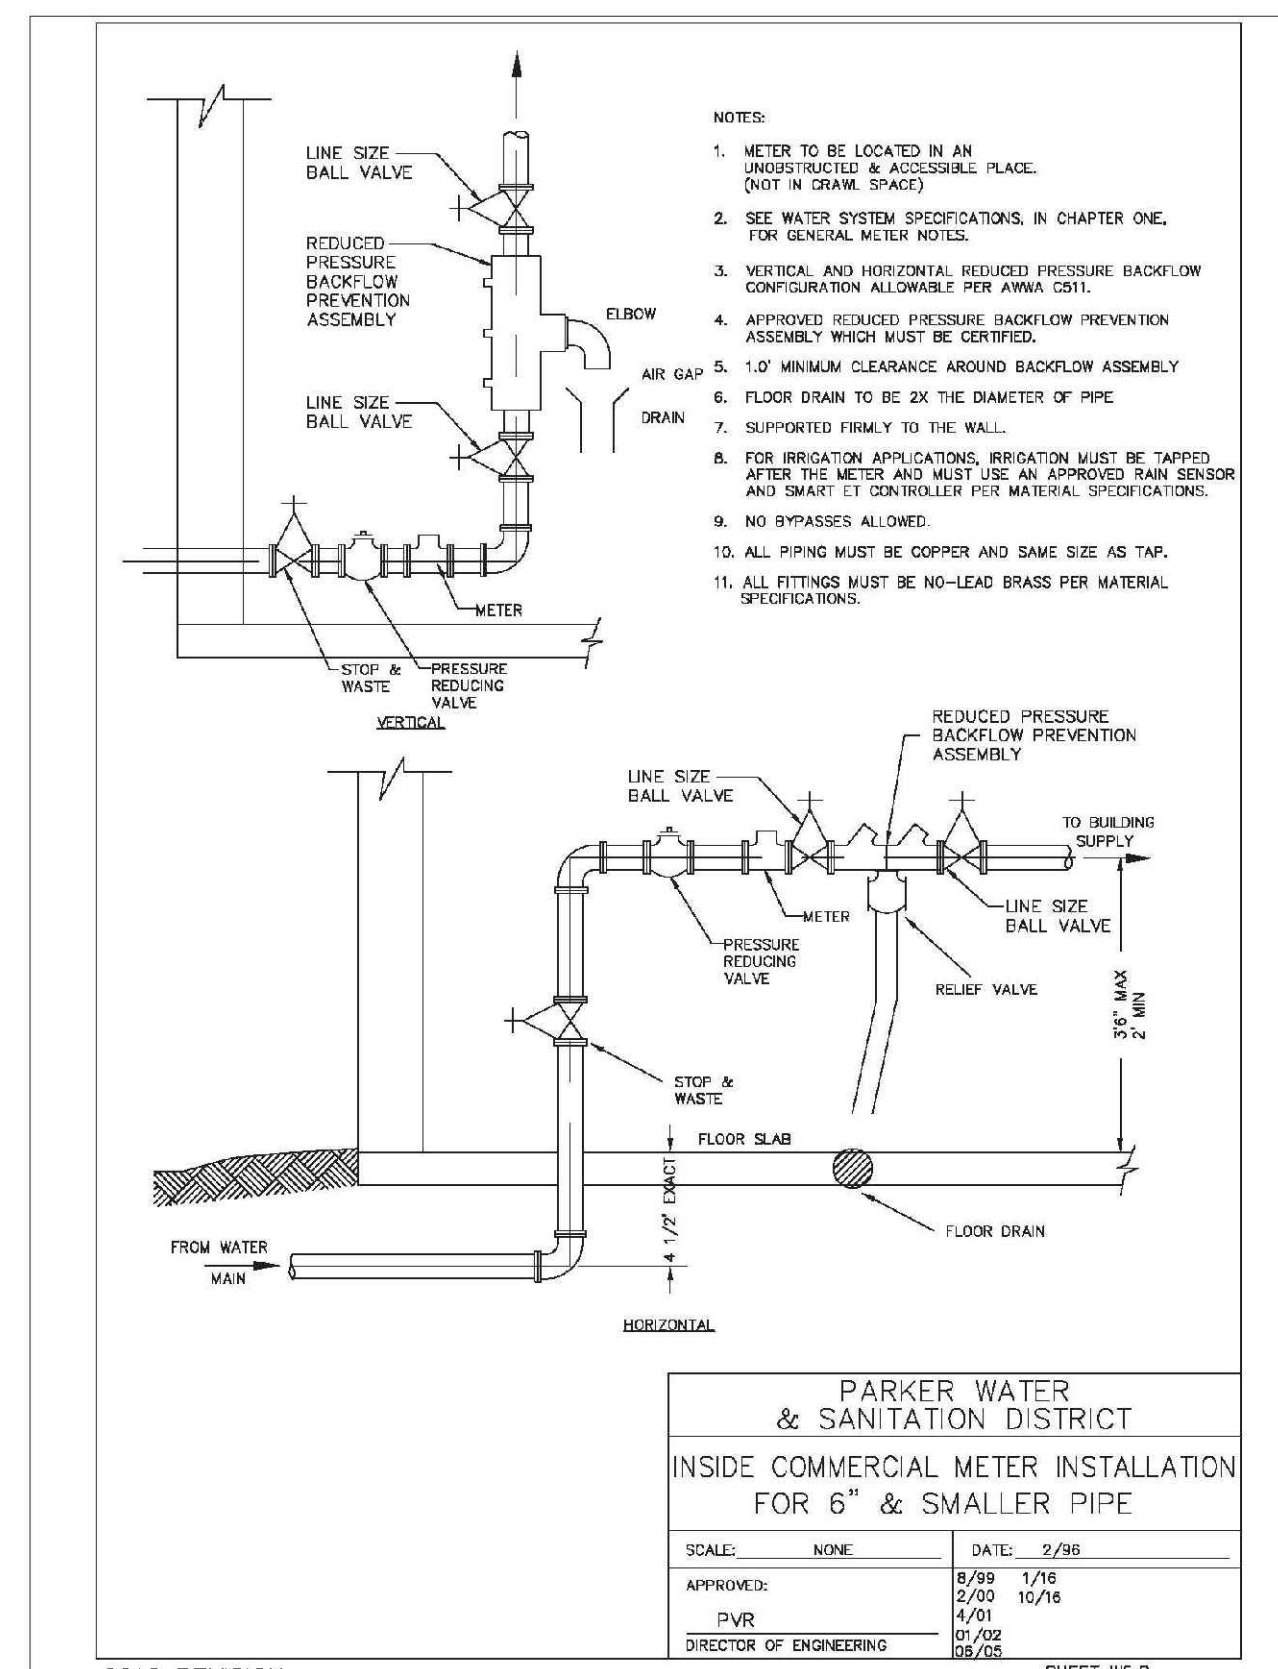 LINE SIZE
BALL VALVE
REDUCED
PRESSURE
BACKFLOW
PREVENTION
ASSEMBLY
ELBOW
AIR GAP
LINE SIZE
BALL VALVE
DRAIN
METER
STOP &
WASTE
PRESSURE
REDUCING
VALVE
VERTICAL
NOTES:
1. METER TO BE LOCATED IN AN
UNOBSTRUCTED & ACCESSIBLE PLACE.
(NOT IN CRAWL SPACE)
2. SEE WATER SYSTEM SPECIFICATIONS, IN CHAPTER ONE,
FOR GENERAL METER NOTES.
3. VERTICAL AND HORIZONTAL REDUCED PRESSURE BACKFLOW
CONFIGURATION ALLOWABLE PER AWWA C511.
4. APPROVED REDUCED PRESSURE BACKFLOW PREVENTION
ASSEMBLY WHICH MUST BE CERTIFIED.
5. 1.0' MINIMUM CLEARANCE AROUND BACKFLOW ASSEMBLY
6. FLOOR DRAIN TO BE 2X THE DIAMETER OF PIPE
7. SUPPORTED FIRMLY TO THE WALL.
8. FOR IRRIGATION APPLICATIONS, IRRIGATION MUST BE TAPPED
AFTER THE METER AND MUST USE AN APPROVED RAIN SENSOR
AND SMART ET CONTROLLER PER MATERIAL SPECIFICATIONS.
9. NO BYPASSES ALLOWED.
10. ALL PIPING MUST BE COPPER AND SAME SIZE AS TAP.
11. ALL FITTINGS MUST BE NO-LEAD BRASS PER MATERIAL
SPECIFICATIONS.
REDUCED PRESSURE
BACKFLOW PREVENTION
ASSEMBLY
LINE SIZE
BALL VALVE
TO BUILDING
SUPPLY
METER
LINE SIZE
BALL VALVE
PRESSURE
REDUCING
VALVE
RELIEF VALVE
3'6" MAX
2' MIN
STOP &
WASTE
FLOOR SLAB
4 1/2' EXACT
FLOOR DRAIN
FROM WATER
MAIN
HORIZONTAL
PARKER WATER
& SANITATION DISTRICT
INSIDE COMMERCIAL METER INSTALLATION
FOR 6" & SMALLER PIPE
SCALE: NONE
DATE: 2/96
APPROVED:
PVR
DIRECTOR OF ENGINEERING
8/99 1/16
2/00 10/16
4/01
01/02
06/05